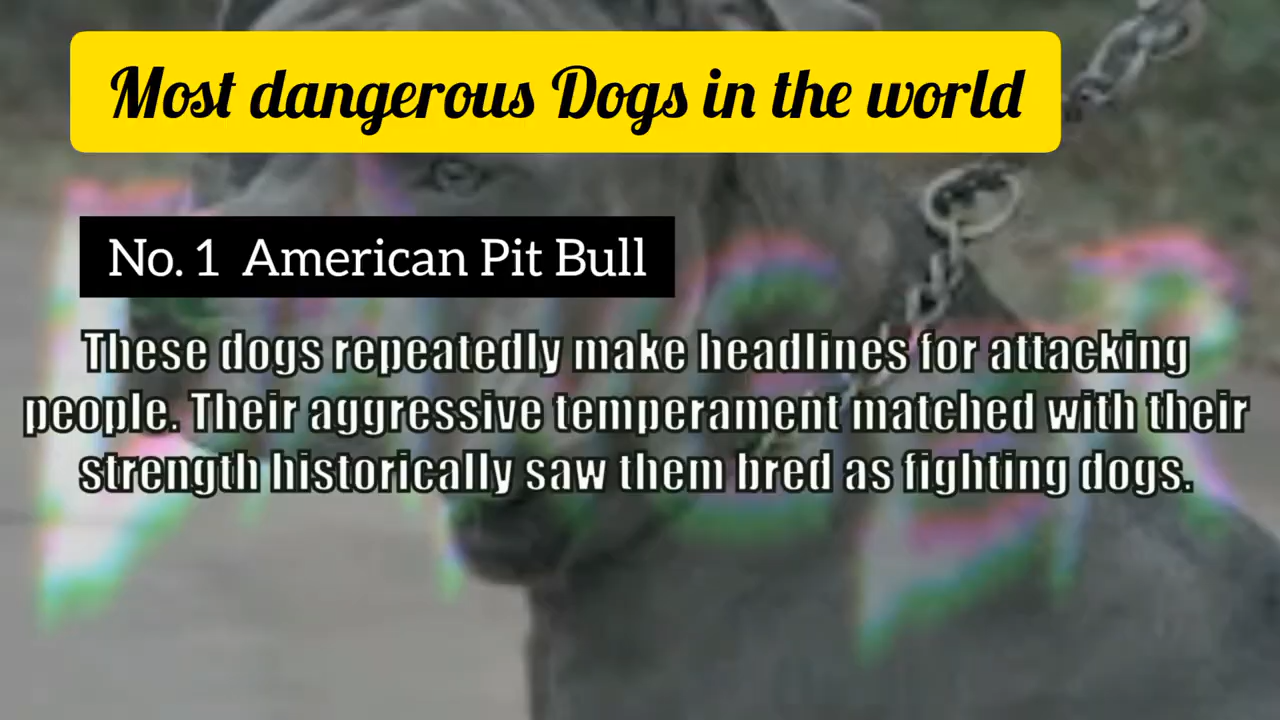 Most dangerous Dogs in the world
No. 1 American Pit Bull
These dogs repeatedly make headlines for attacking
people. Their aggressive temperament matched with their
strength historically saw them bred as fighting dogs.